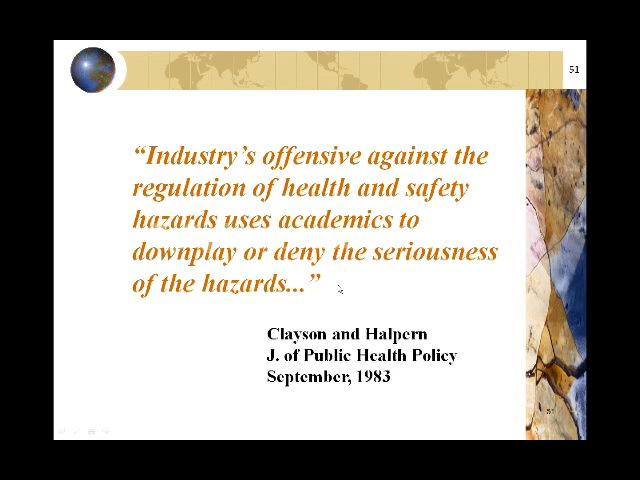 51
“Industry’s offensive against the
regulation of health and safety
hazards uses academics to
downplay or deny the seriousness
of the hazards...”
Clayson and Halpern
J. of Public Health Policy
September, 1983
51